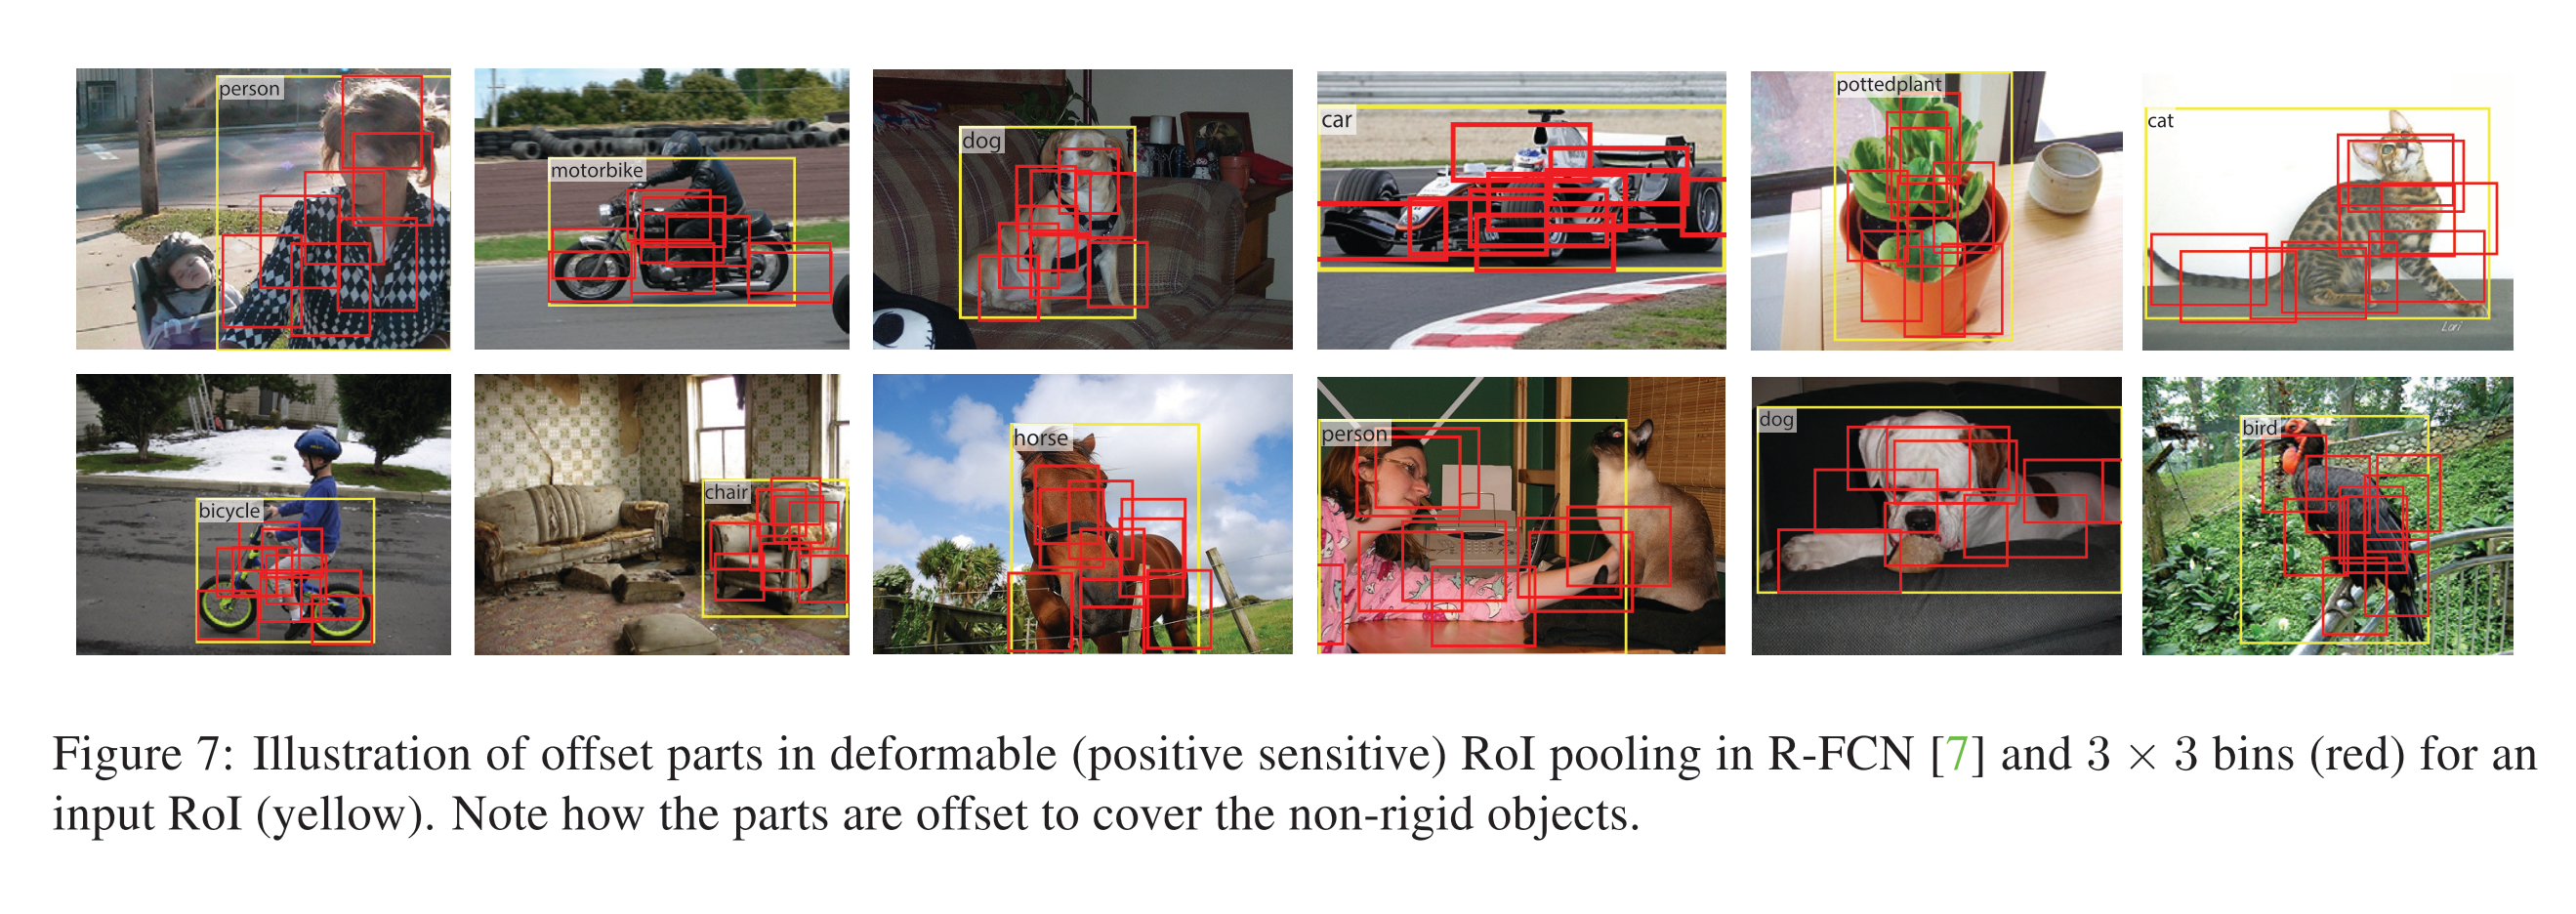 person
motorbike
dog
car
pottedplant
cat
Lori
bicycle
chair
horse
person
dog
bird
Figure 7: Illustration of offset parts in deformable (positive sensitive) RoI pooling in R-FCN [7] and 3 × 3 bins (red) for an
input RoI (yellow). Note how the parts are offset to cover the non-rigid objects.